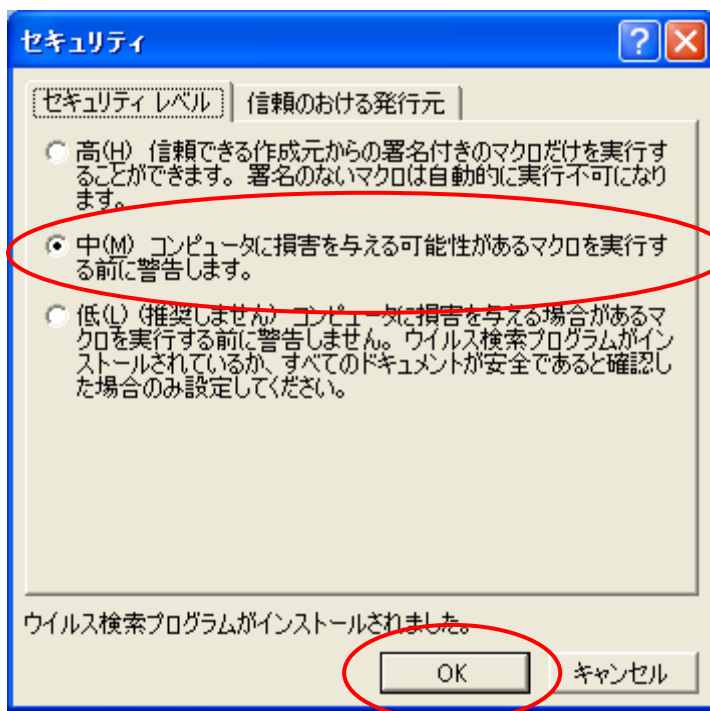 セキュリティ
セキュリティ レベル 信頼のおける発行元
高(H) 信頼できる作成元からの署名付きのマクロだけを実行す
ることができます。署名のないマクロは自動的に実行不可になり
ます。
中(M) コンピュータに損害を与える可能性があるマクロを実行す
る前に警告します。
低(L) (推奨しません) コンピュータに損害を与える場合があるマ
クロを実行する前に警告しません。ウイルス検索プログラムがイン
ストールされているか、すべてのドキュメントが安全であると確認し
た場合のみ設定してください。
ウイルス検索プログラムがインストールされました。
OK キャンセル